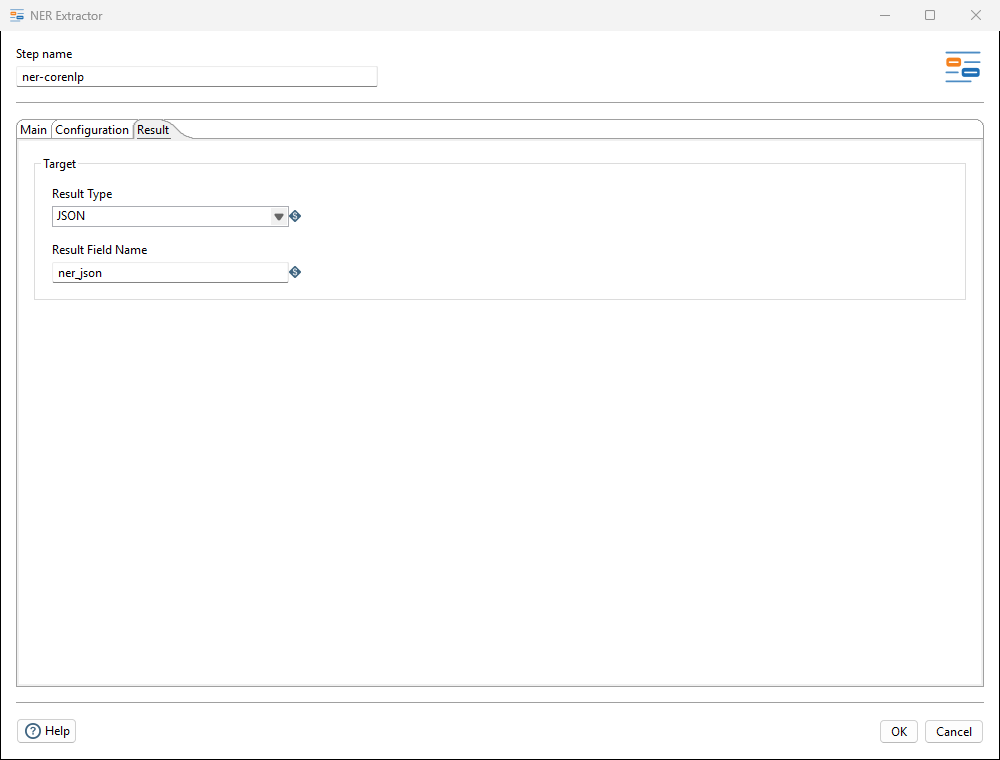 NER Extractor
Step name
ner-corenlp
Main Configuration Result
Target
Result Type
JSON
Result Field Name
ner_json
Help OK Cancel